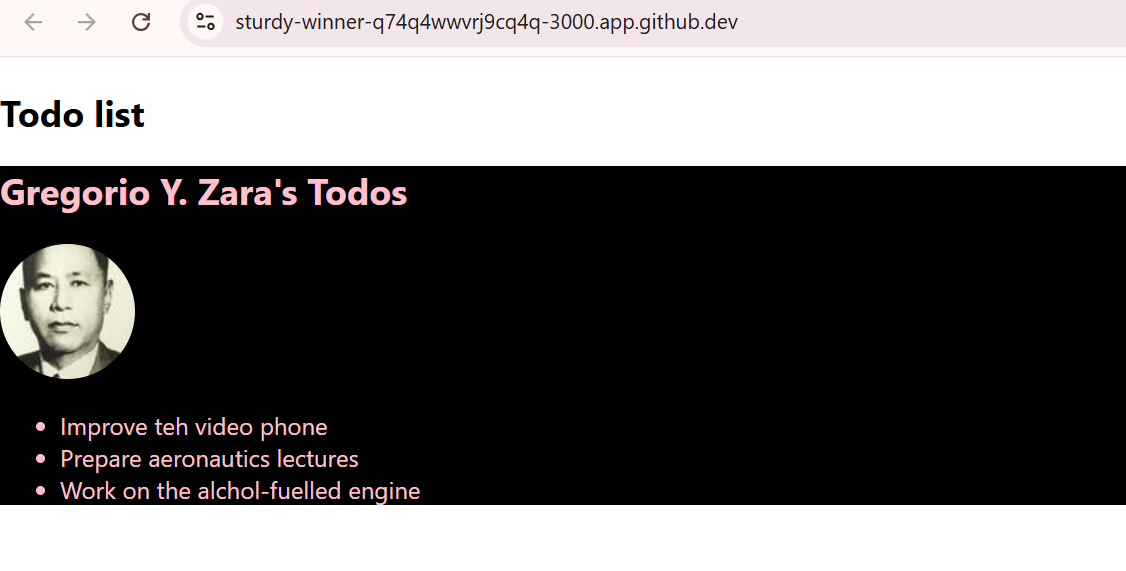 sturdy-winner-q74q4wwvrj9cq4q-3000.app.github.dev
Todo list
Gregorio Y. Zara's Todos
Improve teh video phone
Prepare aeronautics lectures
Work on the alchol-fuelled engine